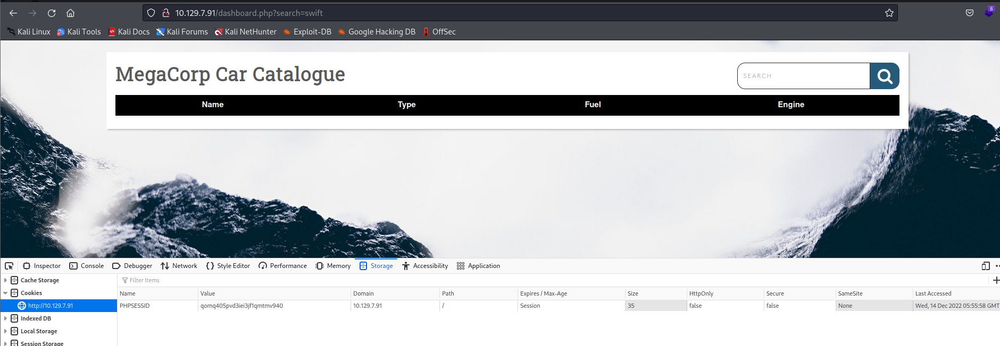 10.129.7.91/dashboard.php?search=swift
8
Kali Linux Kali Tools Kali Docs Kali Forums Kali NetHunter Exploit-DB Google Hacking DB OffSec
MegaCorp Car Catalogue
SEARCH
Name Type Fuel Engine
Inspector Console Debugger Network Style Editor Performance Memory Storage Accessibility Application
Cache Storage
Cookies
http://10.129.7.91
Indexed DB
Local Storage
Session Storage
Filter Items
Name Value Domain Path Expires / Max-Age Size HttpOnly Secure SameSite Last Accessed
PHPSESSID qomq405pvd3iei3jf1qmtmv940 10.129.7.91 / Session 35 false false None Wed, 14 Dec 2022 05:55:58 GMT